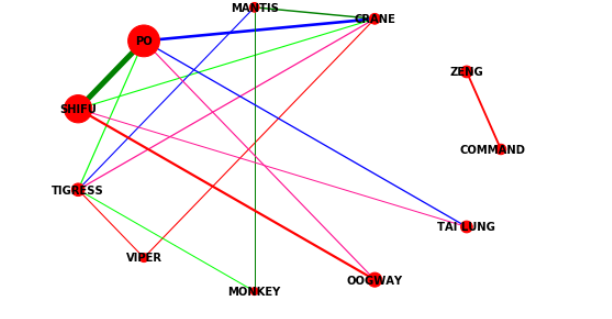 MANTIS
CRANE
PO
ZENG
SHIFU
COMMAND
TIGRESS
TAI LUNG
VIPER
OOGWAY
MONKEY